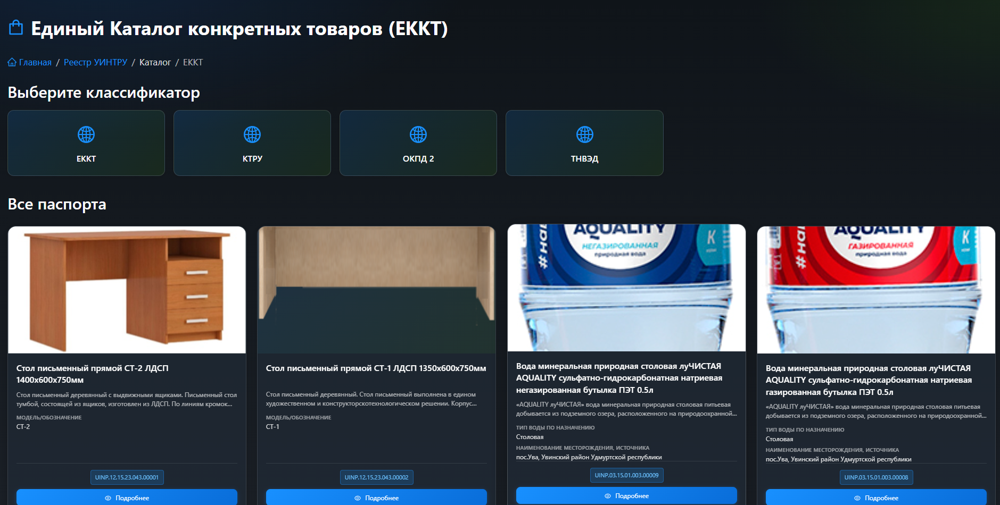 Единый Каталог конкретных товаров (ЕККТ)
Главная / Реестр УИНТРУ / Каталог / ЕККТ
Выберите классификатор
ЕККТ
КТРУ
ОКПД 2
ТНВЭД
Все паспорта
Стол письменный прямой СТ-2 ЛДСП
1400x600x750мм
Стол письменный деревянный с выдвижными ящиками. Письменный стол
тумбой, состоящей из ящиков, изготовлен из ЛДСП. По линиям кромок...
МОДЕЛЬ/ОБОЗНАЧЕНИЕ
СТ-2
UINP.12.15.23.043.00001
Подробнее
Стол письменный прямой СТ-1 ЛДСП 1350x600x750мм
Стол письменный деревянный. Стол письменный выполнена в едином
художественном и конструкторскотехнологическом решении. Корпус...
МОДЕЛЬ/ОБОЗНАЧЕНИЕ
СТ-1
UINP.12.15.23.043.00002
Подробнее
AQUALITY
НЕГАЗИРОВАННАЯ
природная вода
К
Вода минеральная природная столовая луЧИСТАЯ
AQUALITY сульфатно-гидрокарбонатная натриевая
негазированная бутылка ПЭТ 0.5л
«AQUALITY луЧИСТАЯ» вода минеральная природная столовая питьевая
добывается из подземного озера, расположенного на природоохранной...
ТИП ВОДЫ ПО НАЗНАЧЕНИЮ
Столовая
НАИМЕНОВАНИЕ МЕСТОРОЖДЕНИЯ, ИСТОЧНИКА
пос.Ува, Увинский район Удмуртской республики
UINP.03.15.01.003.00009
Подробнее
AQUALITY
ГАЗИРОВАННАЯ
природная вода
К
Вода минеральная природная столовая луЧИСТАЯ
AQUALITY сульфатно-гидрокарбонатная натриевая
газированная бутылка ПЭТ 0.5л
«AQUALITY луЧИСТАЯ» вода минеральная природная столовая питьевая
добывается из подземного озера, расположенного на природоохранной...
ТИП ВОДЫ ПО НАЗНАЧЕНИЮ
Столовая
НАИМЕНОВАНИЕ МЕСТОРОЖДЕНИЯ, ИСТОЧНИКА
пос.Ува, Увинский район Удмуртской республики
UINP.03.15.01.003.00008
Подробнее